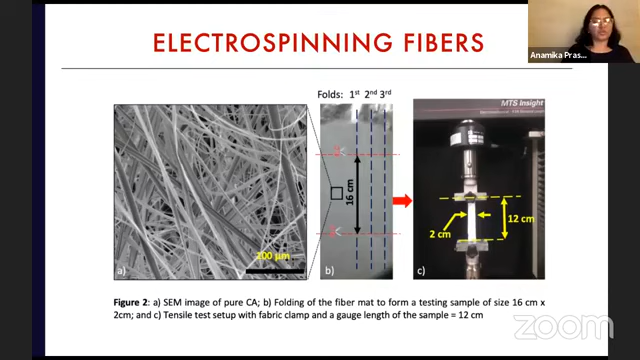 ELECTROSPINNING FIBERS
Anamika Pras...
Folds: 1st 2nd 3rd
MTS Insight
16 cm
12 cm
2 cm
200 μm
a)
b)
c)
Figure 2: a) SEM image of pure CA; b) Folding of the fiber mat to form a testing sample of size 16 cm x
2cm; and c) Tensile test setup with fabric clamp and a gauge length of the sample = 12 cm
zoom